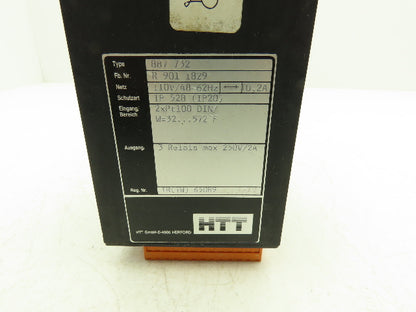 Type 887 732
Fb. Nr. R 901 1829
Netz 110V/48-62Hz 0,2A
Schutzart IP 520 (IP20)
Eingang, 2xPt100 DIN/
Bereich W=32...572 F
Ausgang. 3 Relais max 250V/2A
Reg. Nr.
HTT
HTT GmbH D-4900 HERFORD